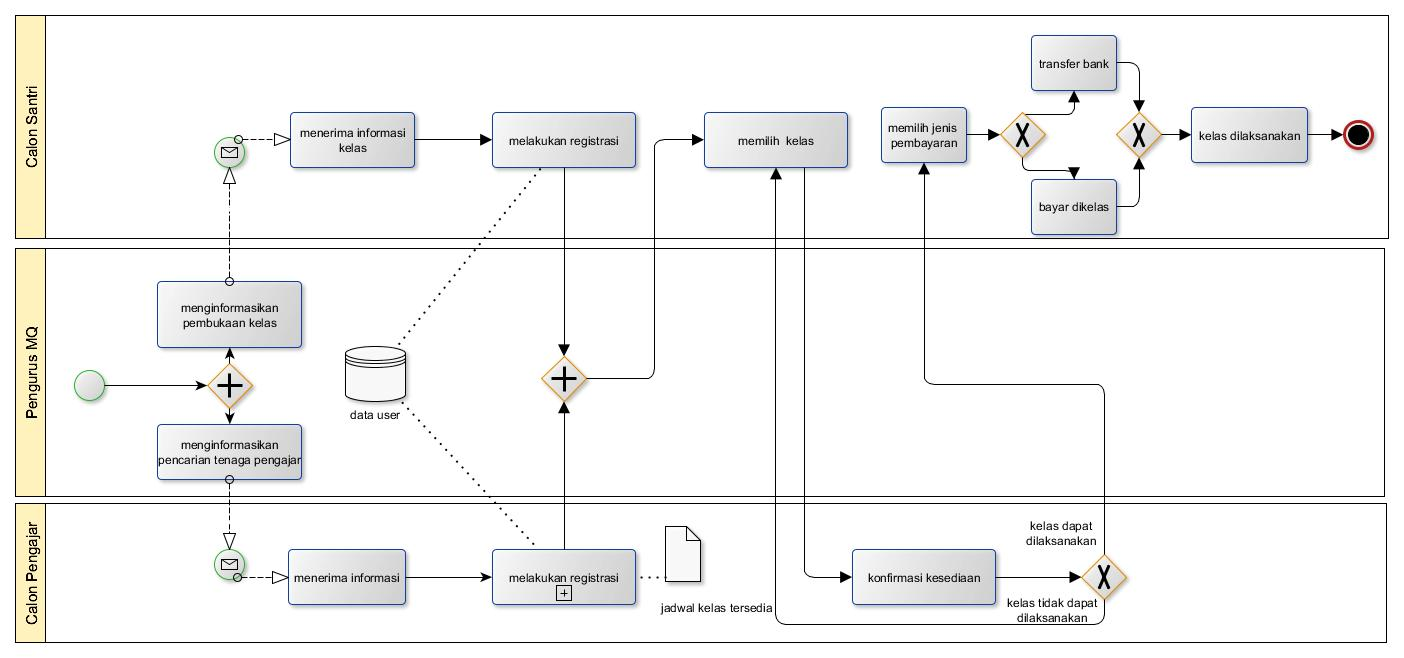 Calon Santri
menerima informasi
kelas
melakukan registrasi
memilih kelas
memilih jenis
pembayaran
transfer bank
bayar dikelas
kelas dilaksanakan
Pengurus MQ
menginformasikan
pembukaan kelas
menginformasikan
pencarian tenaga pengajar
data user
Calon Pengajar
menerima informasi
melakukan registrasi
jadwal kelas tersedia
konfirmasi kesediaan
kelas dapat
dilaksanakan
kelas tidak dapat
dilaksanakan